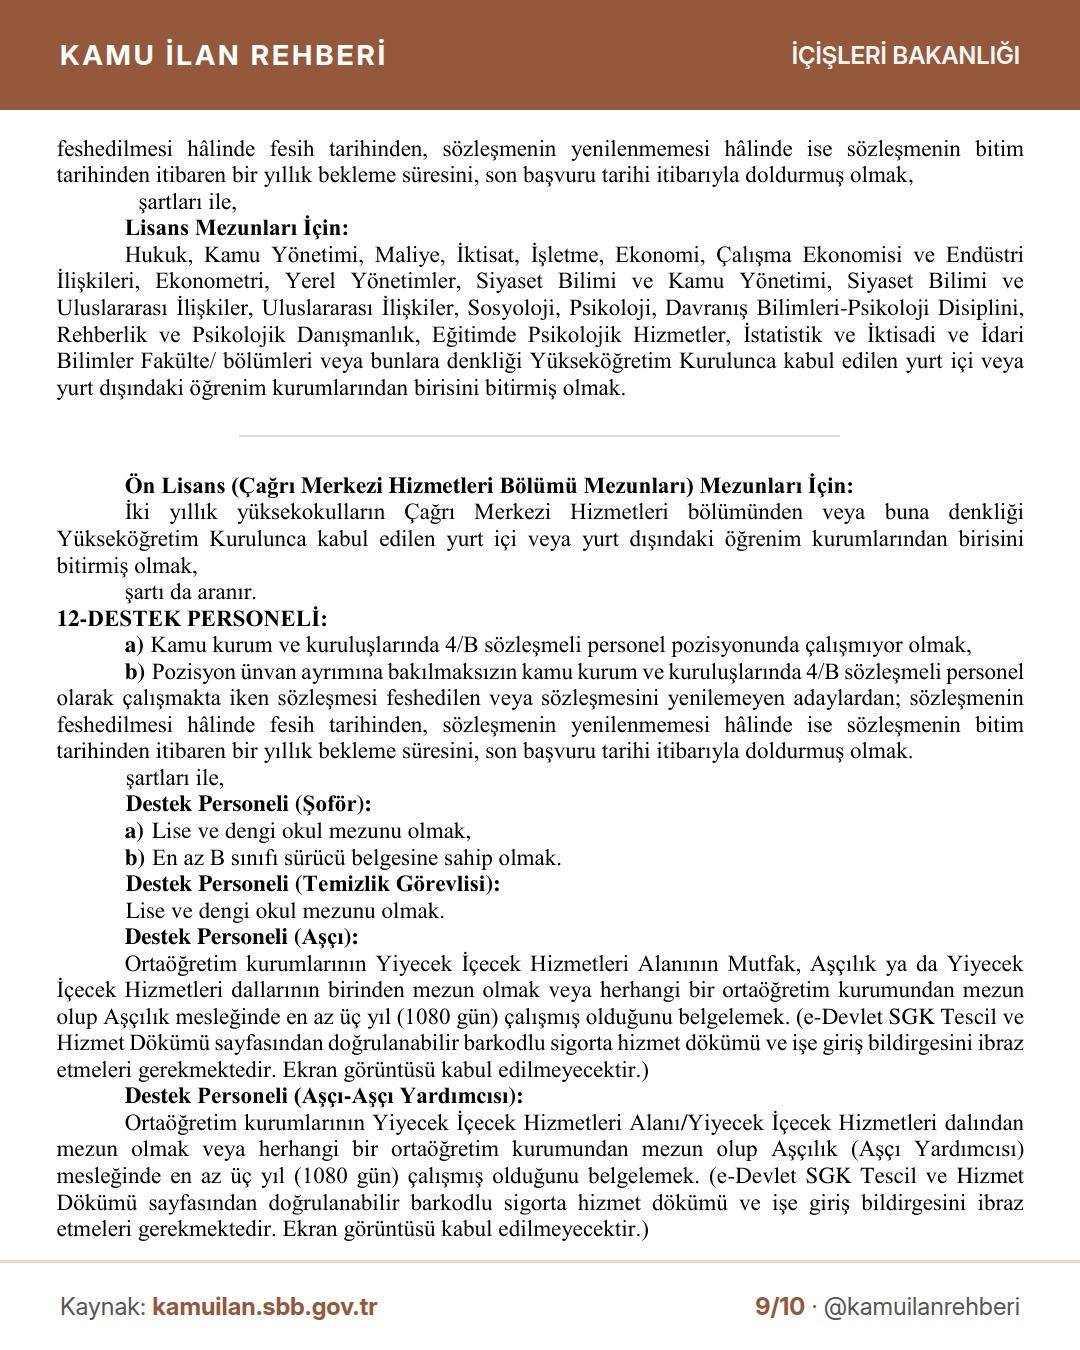 KAMU İLAN REHBERİ
İÇİŞLERİ BAKANLIĞI
feshedilmesi hâlinde fesih tarihinden, sözleşmenin yenilenmemesi hâlinde ise sözleşmenin bitim
tarihinden itibaren bir yıllık bekleme süresini, son başvuru tarihi itibarıyla doldurmuş olmak,
şartları ile,
Lisans Mezunları İçin:
Hukuk, Kamu Yönetimi, Maliye, İktisat, İşletme, Ekonomi, Çalışma Ekonomisi ve Endüstri
İlişkileri, Ekonometri, Yerel Yönetimler, Siyaset Bilimi ve Kamu Yönetimi, Siyaset Bilimi ve
Uluslararası İlişkiler, Uluslararası İlişkiler, Sosyoloji, Psikoloji, Davranış Bilimleri-Psikoloji Disiplini,
Rehberlik ve Psikolojik Danışmanlık, Eğitimde Psikolojik Hizmetler, İstatistik ve İktisadi ve İdari
Bilimler Fakülte/ bölümleri veya bunlara denkliği Yükseköğretim Kurulunca kabul edilen yurt içi veya
yurt dışındaki öğrenim kurumlarından birisini bitirmiş olmak.
Ön Lisans (Çağrı Merkezi Hizmetleri Bölümü Mezunları) Mezunları İçin:
İki yıllık yüksekokulların Çağrı Merkezi Hizmetleri bölümünden veya buna denkliği
Yükseköğretim Kurulunca kabul edilen yurt içi veya yurt dışındaki öğrenim kurumlarından birisini
bitirmiş olmak,
şartı da aranır.
12-DESTEK PERSONELİ:
a) Kamu kurum ve kuruluşlarında 4/B sözleşmeli personel pozisyonunda çalışmıyor olmak,
b) Pozisyon ünvan ayrımına bakılmaksızın kamu kurum ve kuruluşlarında 4/B sözleşmeli personel
olarak çalışmakta iken sözleşmesi feshedilen veya sözleşmesini yenilemeyen adaylardan; sözleşmenin
feshedilmesi hâlinde fesih tarihinden, sözleşmenin yenilenmemesi hâlinde ise sözleşmenin bitim
tarihinden itibaren bir yıllık bekleme süresini, son başvuru tarihi itibarıyla doldurmuş olmak.
şartları ile,
Destek Personeli (Şoför):
a) Lise ve dengi okul mezunu olmak,
b) En az B sınıfı sürücü belgesine sahip olmak.
Destek Personeli (Temizlik Görevlisi):
Lise ve dengi okul mezunu olmak.
Destek Personeli (Aşçı):
Ortaöğretim kurumlarının Yiyecek İçecek Hizmetleri Alanının Mutfak, Aşçılık ya da Yiyecek
İçecek Hizmetleri dallarının birinden mezun olmak veya herhangi bir ortaöğretim kurumundan mezun
olup Aşçılık mesleğinde en az üç yıl (1080 gün) çalışmış olduğunu belgelemek. (e-Devlet SGK Tescil ve
Hizmet Dökümü sayfasından doğrulanabilir barkodlu sigorta hizmet dökümü ve işe giriş bildirgesini ibraz
etmeleri gerekmektedir. Ekran görüntüsü kabul edilmeyecektir.)
Destek Personeli (Aşçı-Aşçı Yardımcısı):
Ortaöğretim kurumlarının Yiyecek İçecek Hizmetleri Alanı/Yiyecek İçecek Hizmetleri dalından
mezun olmak veya herhangi bir ortaöğretim kurumundan mezun olup Aşçılık (Aşçı Yardımcısı)
mesleğinde en az üç yıl (1080 gün) çalışmış olduğunu belgelemek. (e-Devlet SGK Tescil ve Hizmet
Dökümü sayfasından doğrulanabilir barkodlu sigorta hizmet dökümü ve işe giriş bildirgesini ibraz
etmeleri gerekmektedir. Ekran görüntüsü kabul edilmeyecektir.)
Kaynak: kamuilan.sbb.gov.tr
9/10 · @kamuilanrehberi